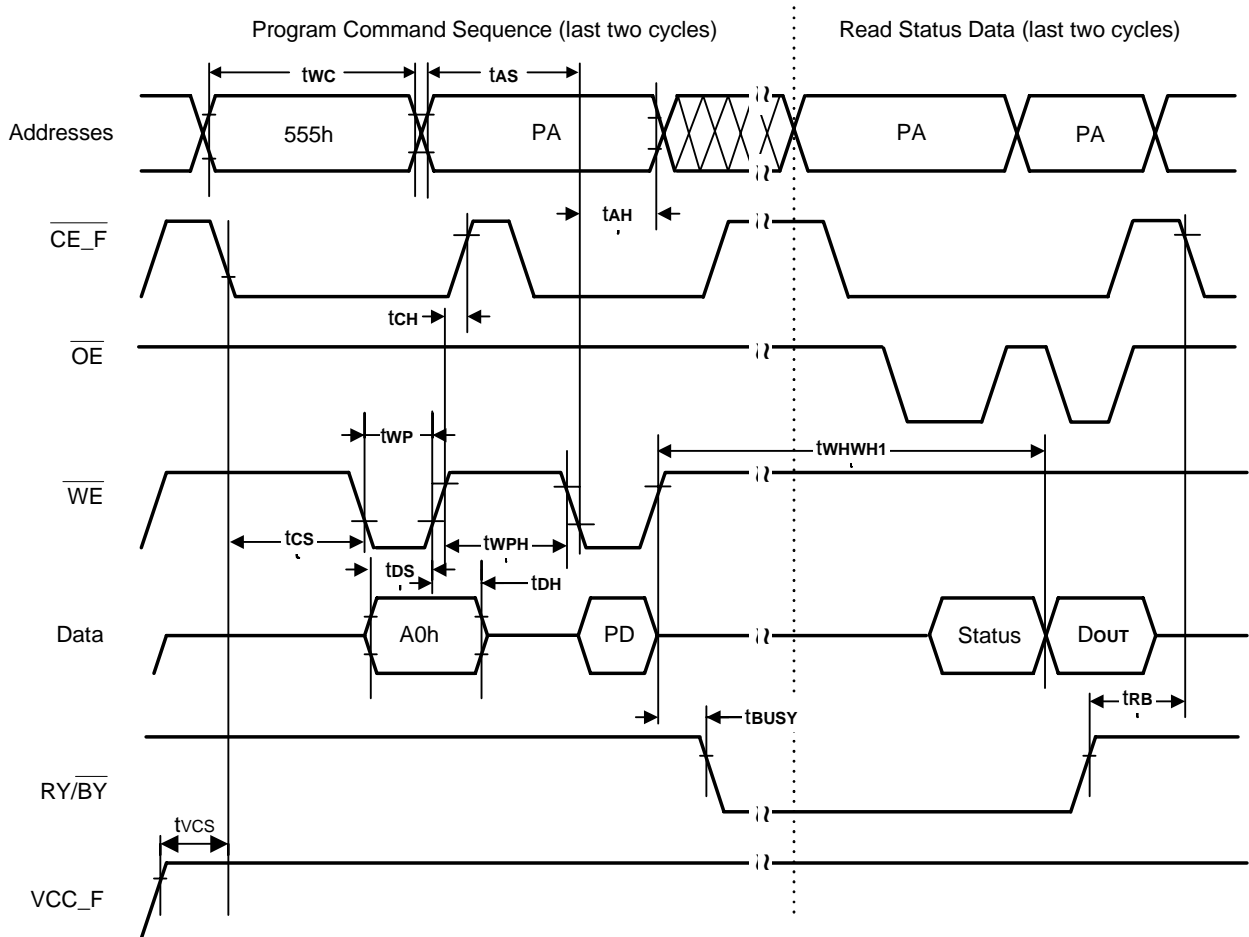 Program Command Sequence (last two cycles)
Read Status Data (last two cycles)
tWC
tAS
Addresses
555h
PA
PA
PA
tAH
CE_F
tCH
OE
tWP
tWHWH1
WE
tCS
tWPH
tDS
tDH
Data
A0h
PD
Status
DOUT
tRB
tBUSY
RY/BY
tVCS
VCC_F